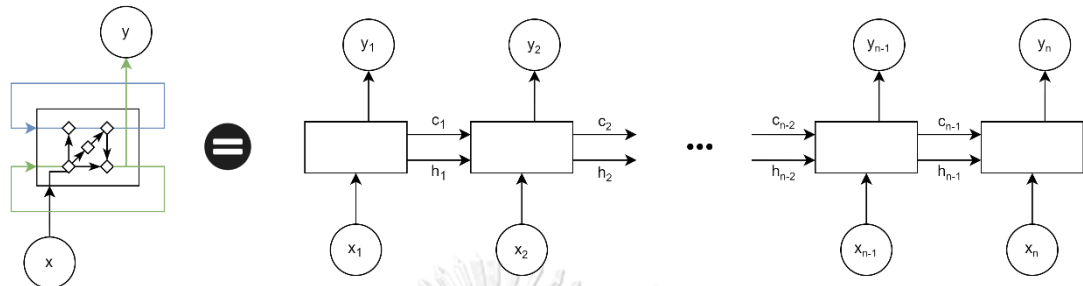 y
y₁
y₂
yₙ₋₁
yₙ
c₁
c₂
cₙ₋₂
cₙ₋₁
=
...
h₁
h₂
hₙ₋₂
hₙ₋₁
x
x₁
x₂
xₙ₋₁
xₙ